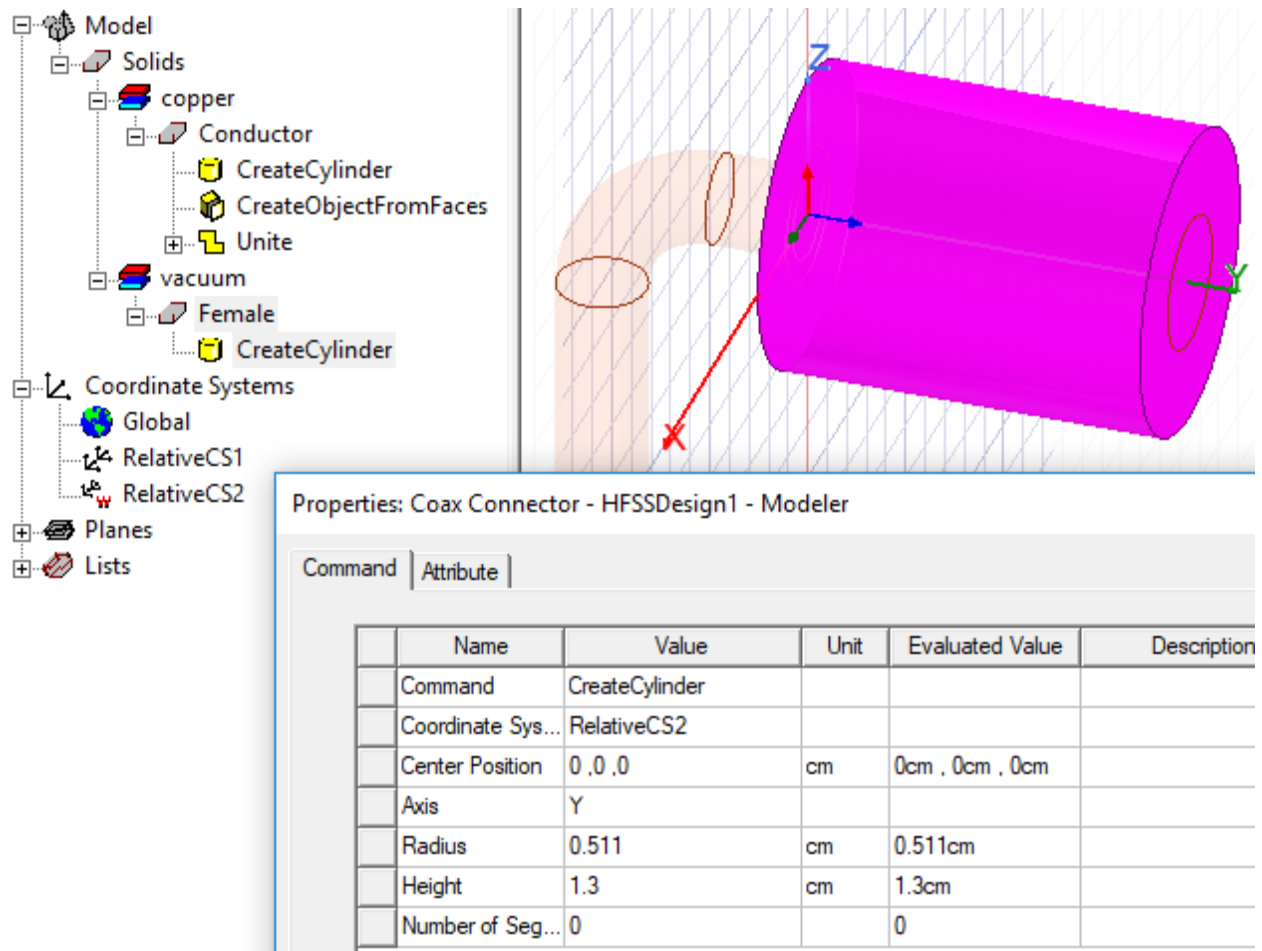 Model
Solids
copper
Conductor
CreateCylinder
CreateObjectFromFaces
Unite
vacuum
Female
CreateCylinder
Coordinate Systems
Global
RelativeCS1
RelativeCS2
Planes
Lists
Z
Y
X
Properties: Coax Connector - HFSSDesign1 - Modeler
Command Attribute
Name Value Unit Evaluated Value Description
Command CreateCylinder
Coordinate Sys... RelativeCS2
Center Position 0 ,0 ,0 cm 0cm , 0cm , 0cm
Axis Y
Radius 0.511 cm 0.511cm
Height 1.3 cm 1.3cm
Number of Seg... 0 0